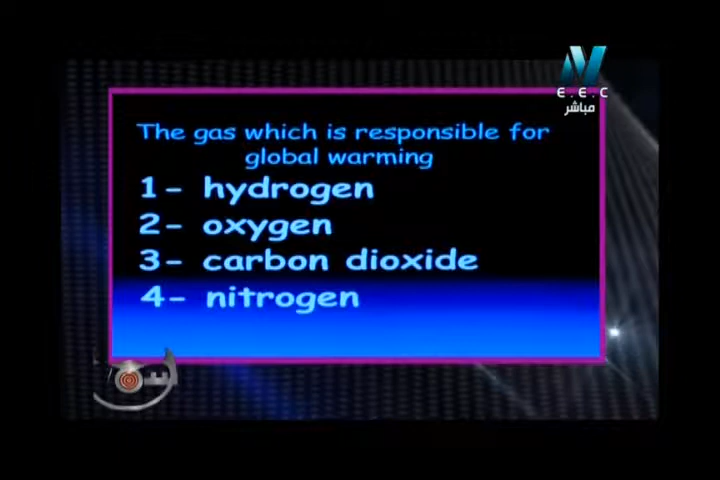 E.E.C
مباشر
The gas which is responsible for
global warming
1- hydrogen
2- oxygen
3- carbon dioxide
4- nitrogen